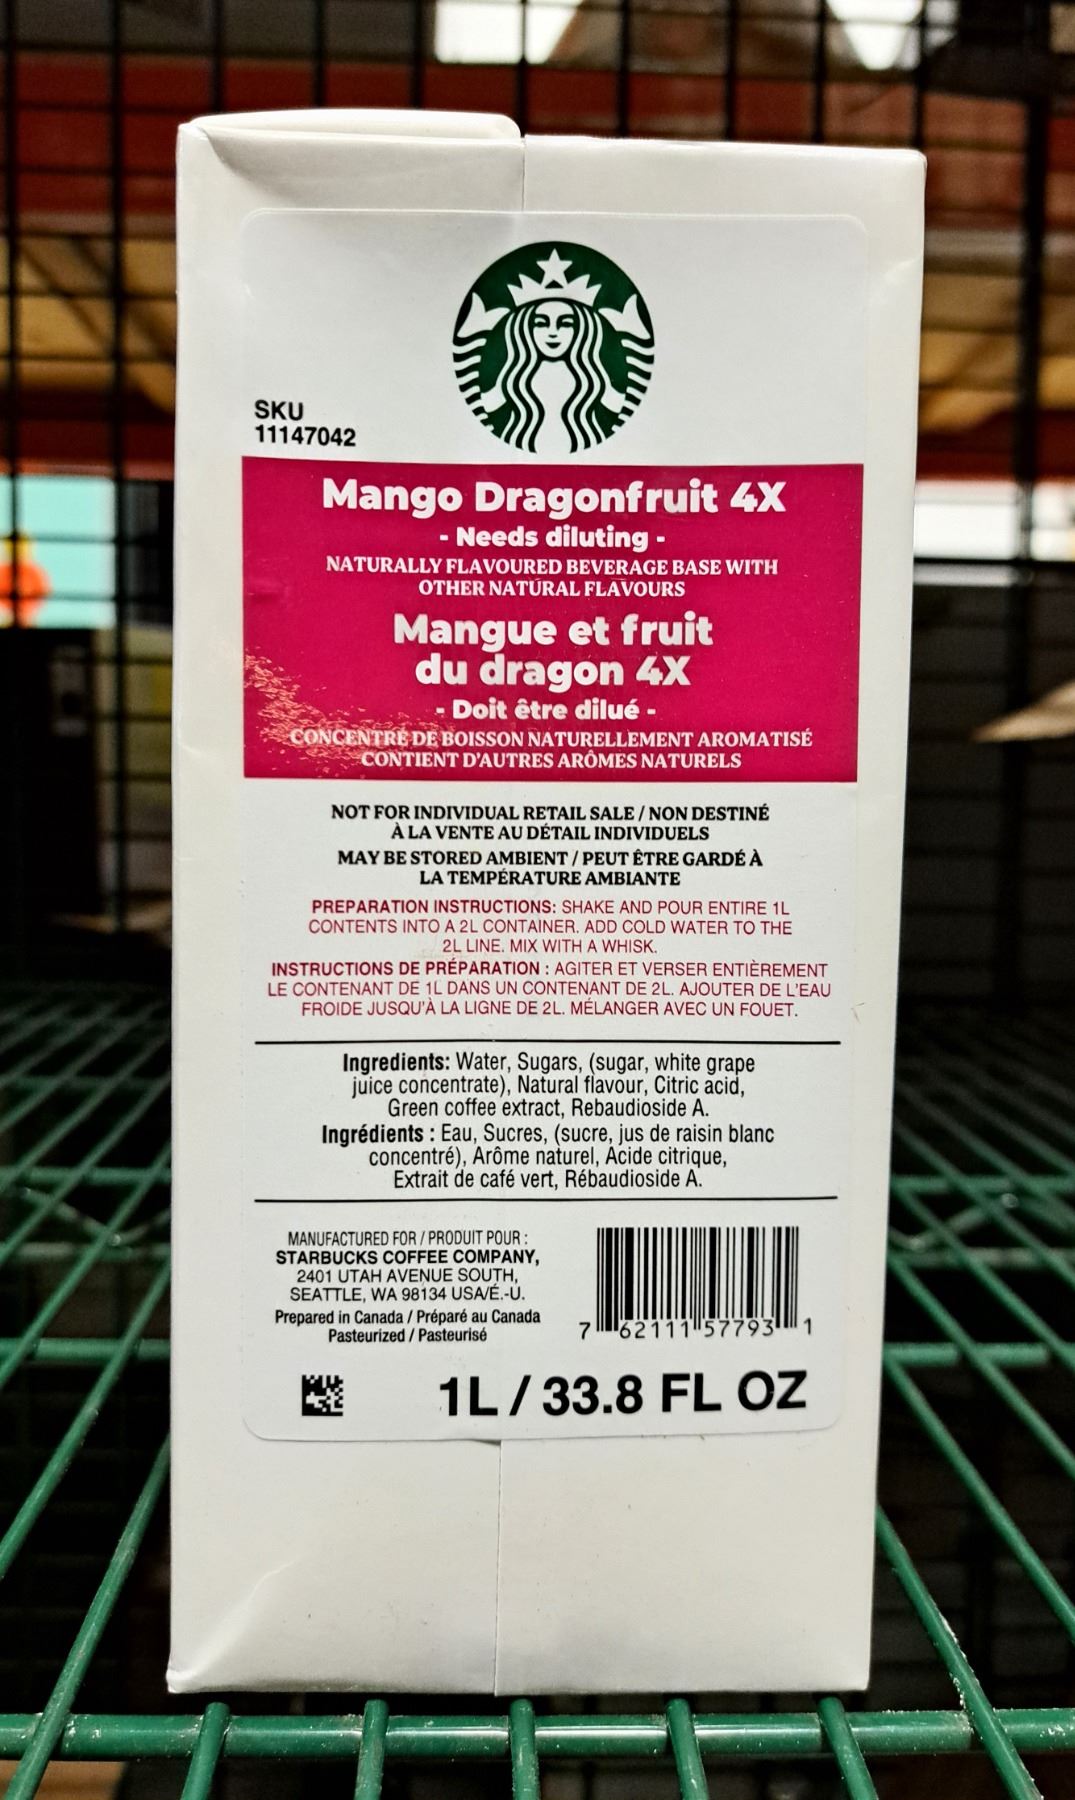 SKU
11147042
Mango Dragonfruit 4X
- Needs diluting -
NATURALLY FLAVOURED BEVERAGE BASE WITH
OTHER NATURAL FLAVOURS
Mangue et fruit
du dragon 4X
- Doit être dilué -
CONCENTRÉ DE BOISSON NATURELLEMENT AROMATISÉ
CONTIENT D'AUTRES ARÔMES NATURELS
NOT FOR INDIVIDUAL RETAIL SALE / NON DESTINÉ
À LA VENTE AU DÉTAIL INDIVIDUELS
MAY BE STORED AMBIENT / PEUT ÊTRE GARDÉ À
LA TEMPÉRATURE AMBIANTE
PREPARATION INSTRUCTIONS: SHAKE AND POUR ENTIRE 1L
CONTENTS INTO A 2L CONTAINER. ADD COLD WATER TO THE
2L LINE. MIX WITH A WHISK.
INSTRUCTIONS DE PRÉPARATION : AGITER ET VERSER ENTIÈREMENT
LE CONTENANT DE 1L DANS UN CONTENANT DE 2L. AJOUTER DE L'EAU
FROIDE JUSQU'À LA LIGNE DE 2L. MÉLANGER AVEC UN FOUET.
Ingredients: Water, Sugars, (sugar, white grape
juice concentrate), Natural flavour, Citric acid,
Green coffee extract, Rebaudioside A.
Ingrédients : Eau, Sucres, (sucre, jus de raisin blanc
concentré), Arôme naturel, Acide citrique,
Extrait de café vert, Rébaudioside A.
MANUFACTURED FOR / PRODUIT POUR :
STARBUCKS COFFEE COMPANY,
2401 UTAH AVENUE SOUTH,
SEATTLE, WA 98134 USA/É.-U.
Prepared in Canada / Préparé au Canada
Pasteurized / Pasteurisé
7 62111 57793 1
1L / 33.8 FL OZ